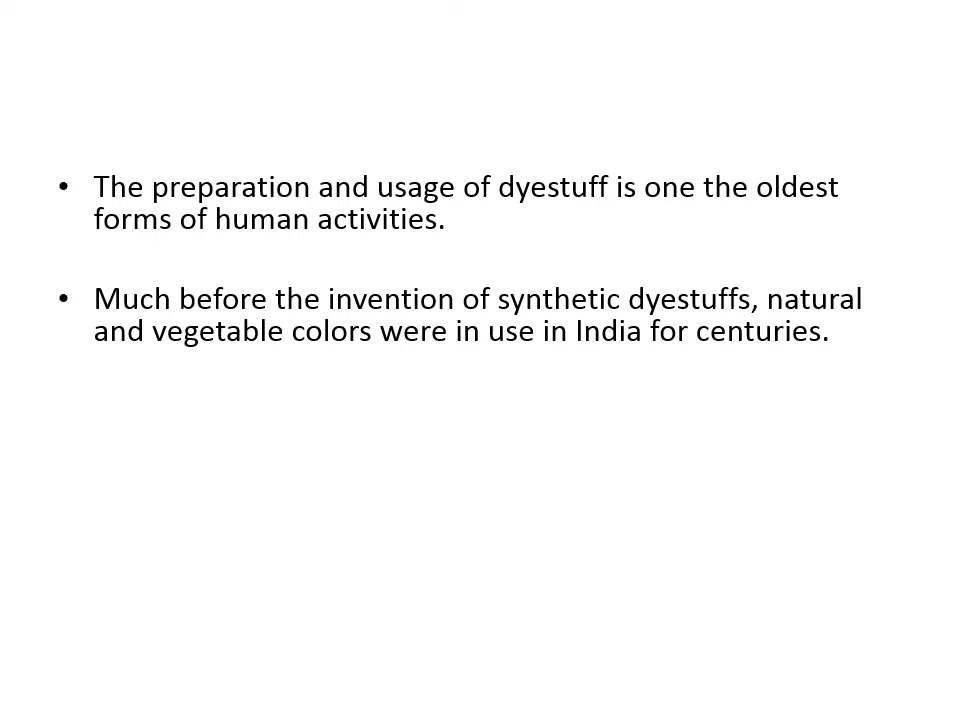 • The preparation and usage of dyestuff is one the oldest
forms of human activities.
• Much before the invention of synthetic dyestuffs, natural
and vegetable colors were in use in India for centuries.